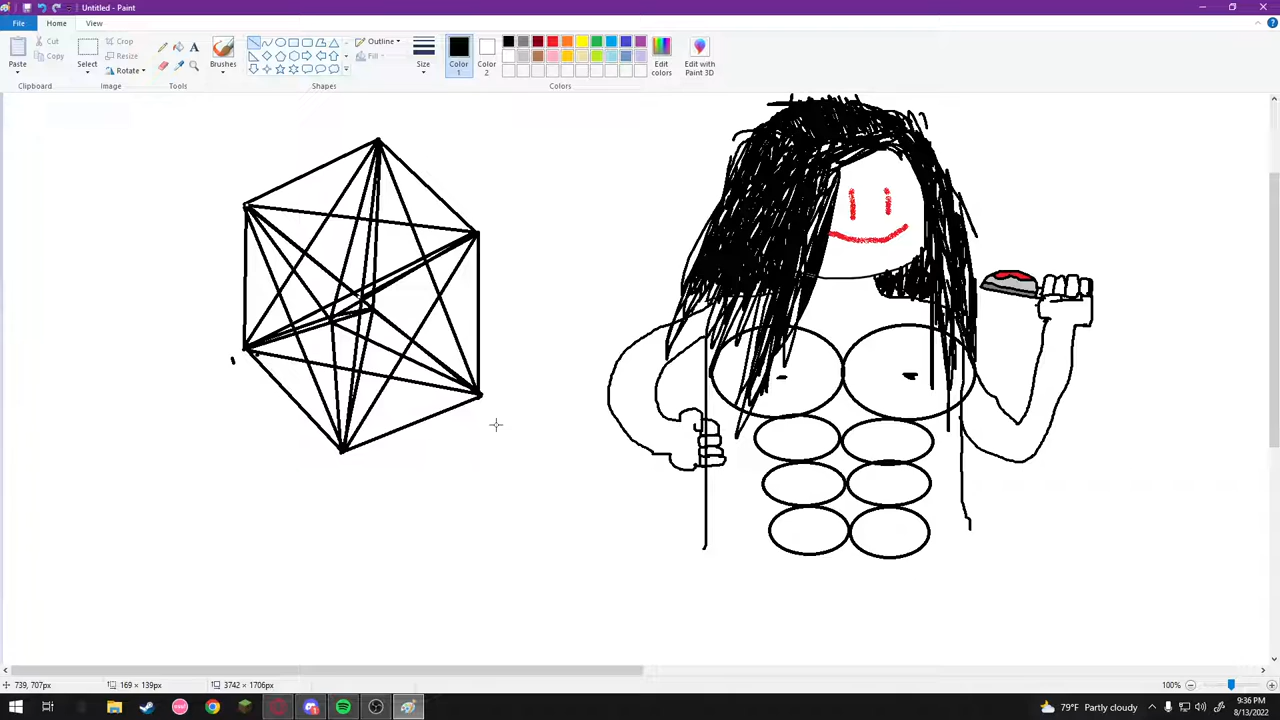 Untitled - Paint
File
Home
View
Paste
Cut
Copy
Clipboard
Select
Crop
Resize
Rotate
Image
A
Tools
Brushes
Outline
Fill
Shapes
Size
Color 1
Color 2
Edit colors
Edit with Paint 3D
Colors
739, 707px
169 × 139px
3742 × 1706px
100%
79°F Partly cloudy
9:36 PM
8/13/2022